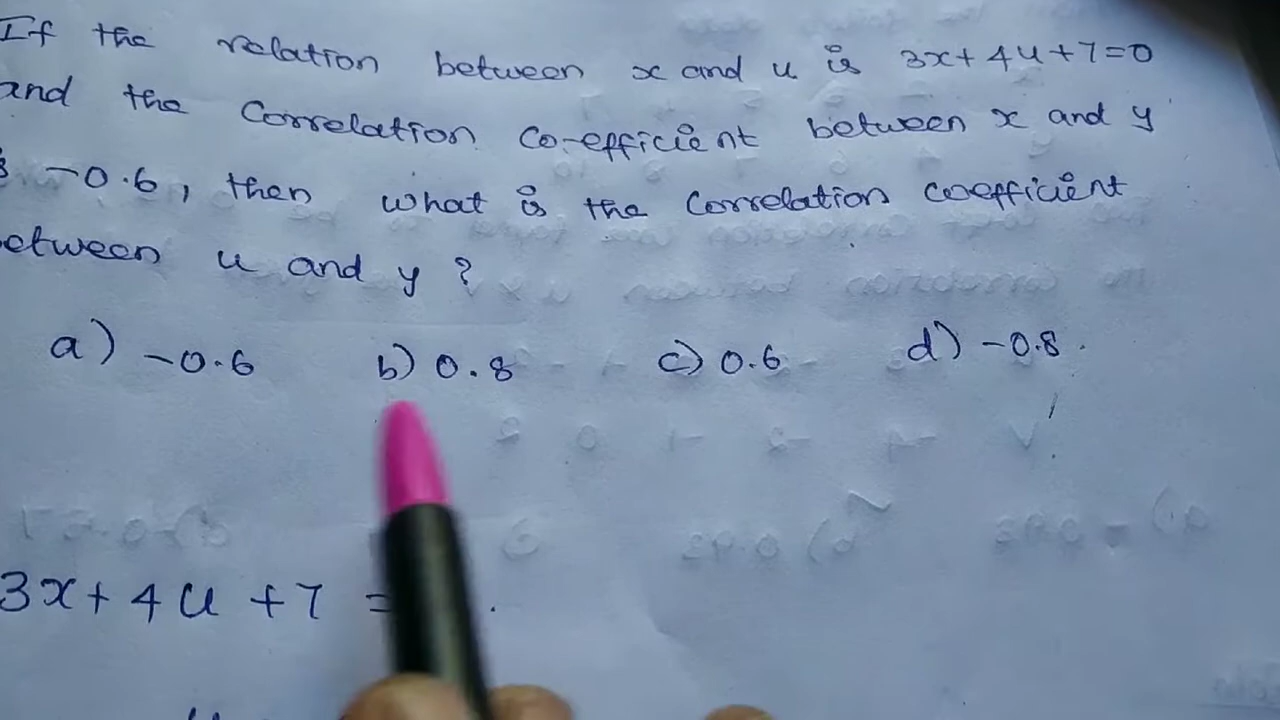 If the relation between x and u is 3x+4u+7=0
and the Correlation co-efficient between x and y
-0.6, then what is the correlation coefficient
between u and y ?
a) -0.6 b) 0.8 c) 0.6 d) -0.8.
3x+4u+7 =